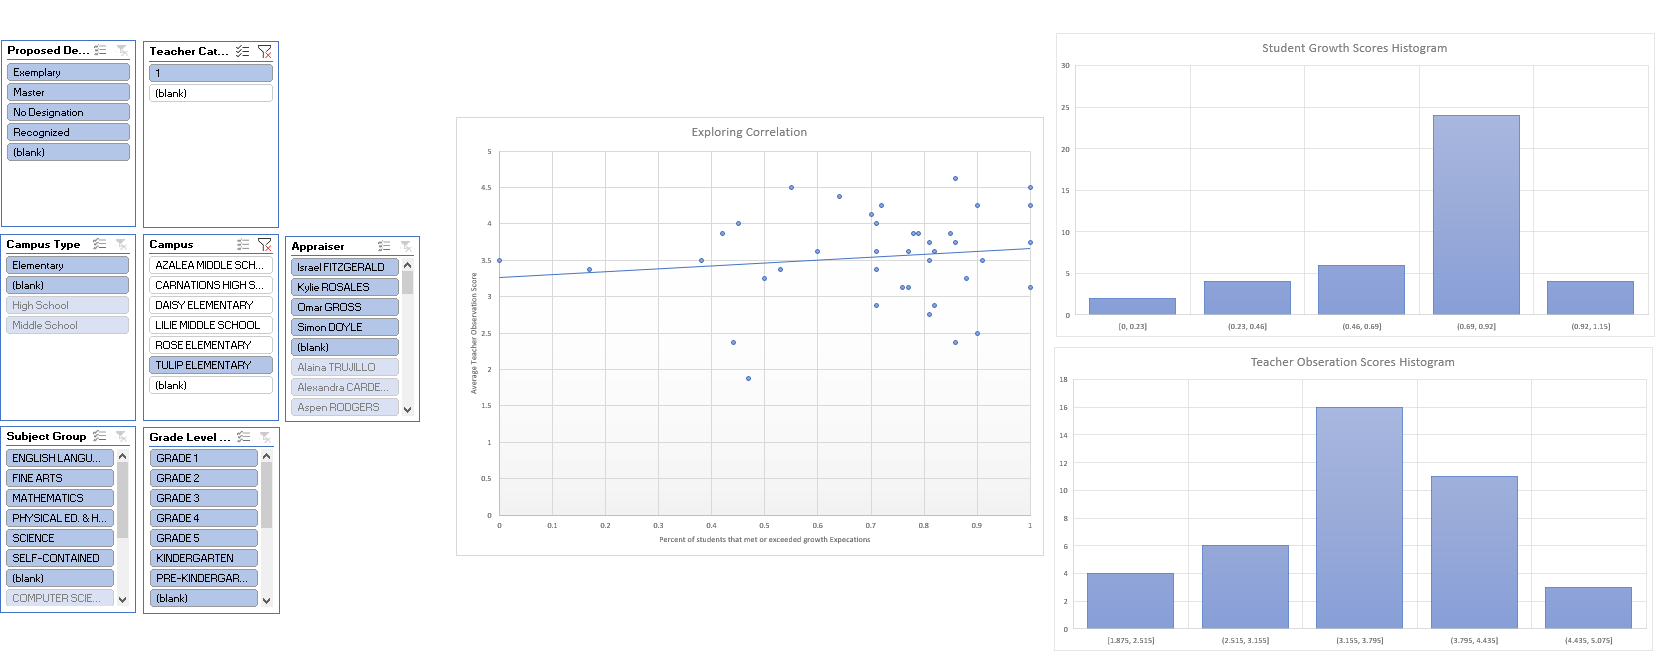 Proposed De...
Exemplary
Master
No Designation
Recognized
(blank)
Teacher Cat...
1
(blank)
Campus Type
Elementary
(blank)
High School
Middle School
Campus
AZALEA MIDDLE SCH...
CARNATIONS HIGH S...
DAISY ELEMENTARY
LILIE MIDDLE SCHOOL
ROSE ELEMENTARY
TULIP ELEMENTARY
(blank)
Appraiser
Israel FITZGERALD
Kylie ROSALES
Omar GROSS
Simon DOYLE
(blank)
Alaina TRUJILLO
Alexandra CARDE...
Aspen RODGERS
Subject Group
ENGLISH LANGU...
FINE ARTS
MATHEMATICS
PHYSICAL ED. & H...
SCIENCE
SELF-CONTAINED
(blank)
COMPUTER SCIE...
Grade Level ...
GRADE 1
GRADE 2
GRADE 3
GRADE 4
GRADE 5
KINDERGARTEN
PRE-KINDERGAR...
(blank)
Exploring Correlation
Average Teacher Observation Score
5
4.5
4
3.5
3
2.5
2
1.5
1
0.5
0
0 0.1 0.2 0.3 0.4 0.5 0.6 0.7 0.8 0.9 1
Percent of students that met or exceeded growth Expecations
Student Growth Scores Histogram
30
25
20
15
10
5
0
[0, 0.23] (0.23, 0.46] (0.46, 0.69] (0.69, 0.92] (0.92, 1.15]
Teacher Obseration Scores Histogram
18
16
14
12
10
8
6
4
2
0
[1.875, 2.515] (2.515, 3.155] (3.155, 3.795] (3.795, 4.435] (4.435, 5.075]